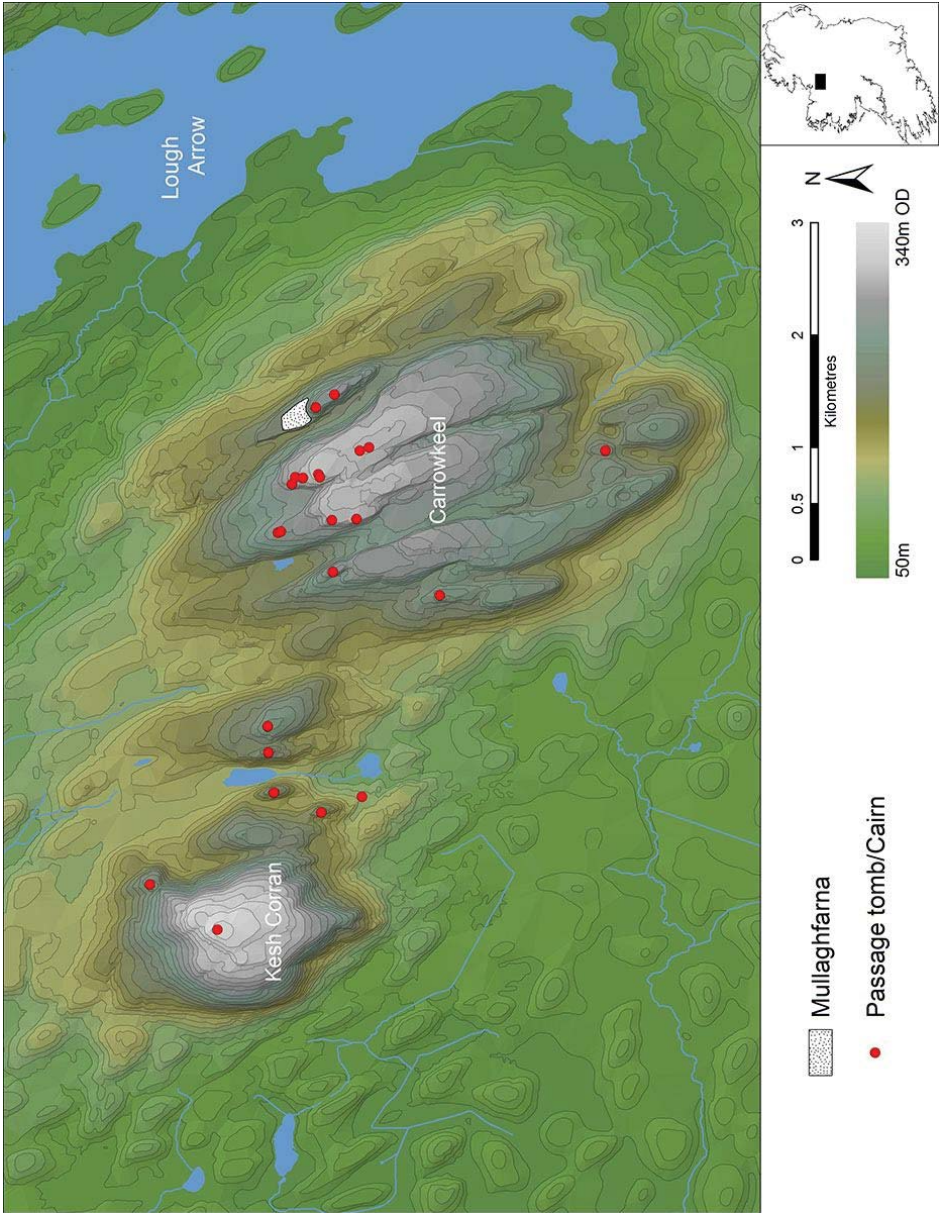 Lough
Arrow
Carrowkeel
Kesh Corran
Mullaghfarna
Passage tomb/Cairn
0
0.5
1
2
3
Kilometres
N
50m
340m OD